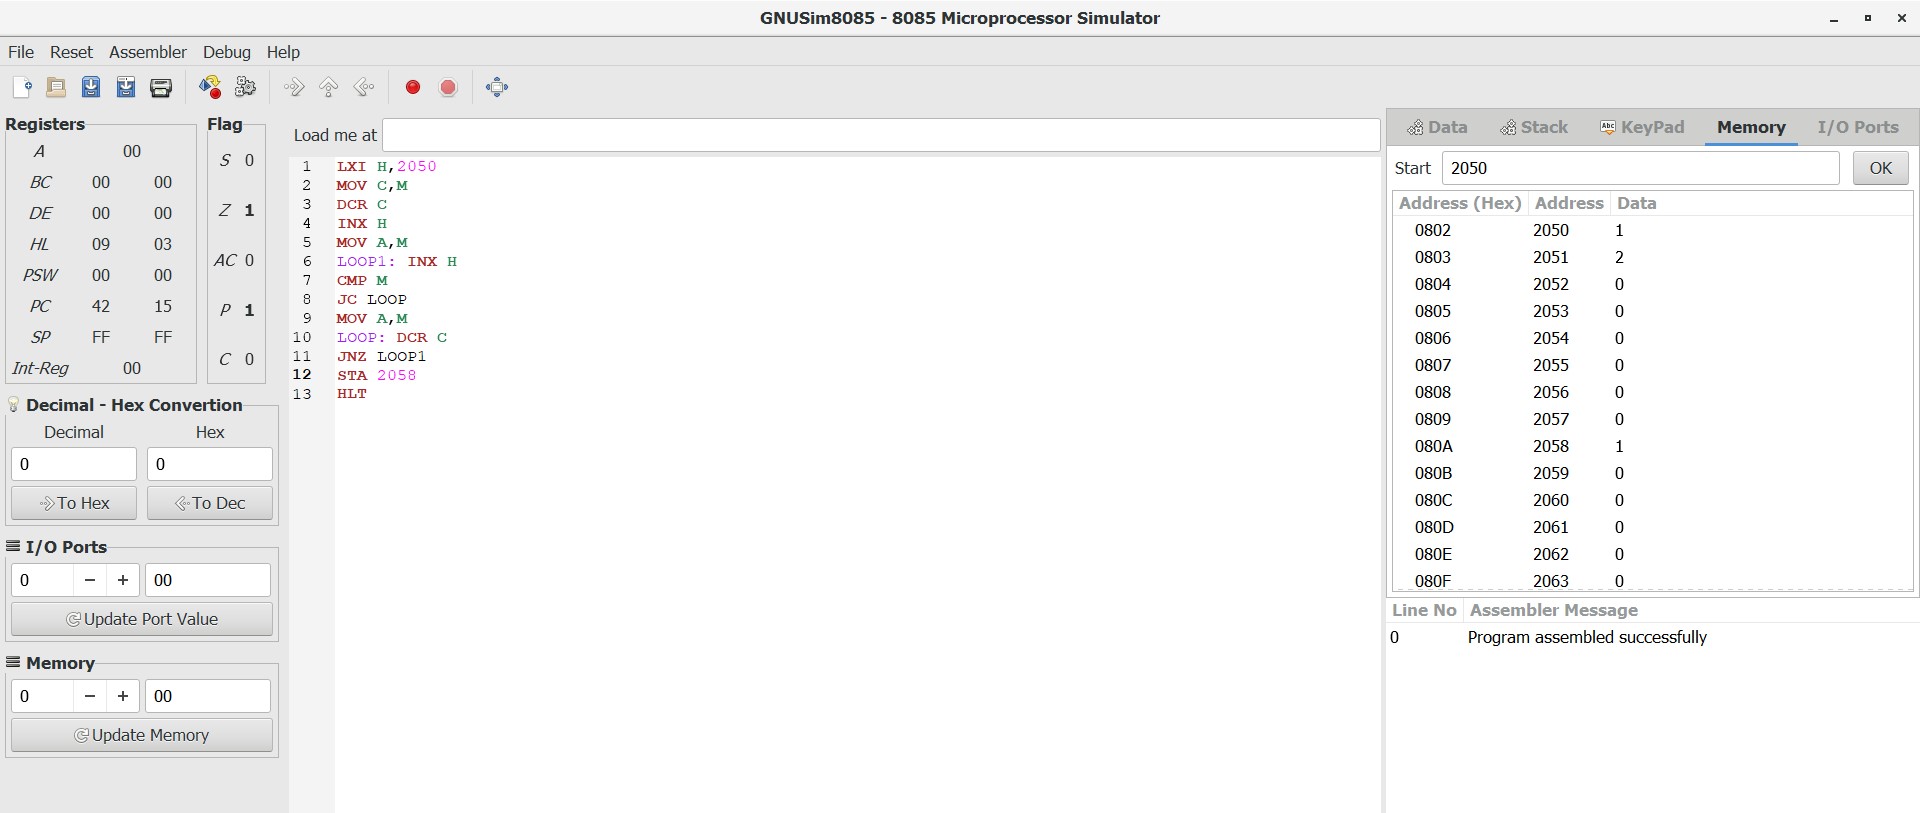 GNUSim8085 - 8085 Microprocessor Simulator
File Reset Assembler Debug Help
Registers
A 00
BC 00 00
DE 00 00
HL 09 03
PSW 00 00
PC 42 15
SP FF FF
Int-Reg 00
Flag
S 0
Z 1
AC 0
P 1
C 0
Decimal - Hex Convertion
Decimal Hex
0 0
To Hex To Dec
I/O Ports
0 − + 00
Update Port Value
Memory
0 − + 00
Update Memory
Load me at
1 LXI H,2050
2 MOV C,M
3 DCR C
4 INX H
5 MOV A,M
6 LOOP1: INX H
7 CMP M
8 JC LOOP
9 MOV A,M
10 LOOP: DCR C
11 JNZ LOOP1
12 STA 2058
13 HLT
Data Stack Abc KeyPad Memory I/O Ports
Start 2050 OK
Address (Hex) Address Data
0802 2050 1
0803 2051 2
0804 2052 0
0805 2053 0
0806 2054 0
0807 2055 0
0808 2056 0
0809 2057 0
080A 2058 1
080B 2059 0
080C 2060 0
080D 2061 0
080E 2062 0
080F 2063 0
Line No Assembler Message
0 Program assembled successfully